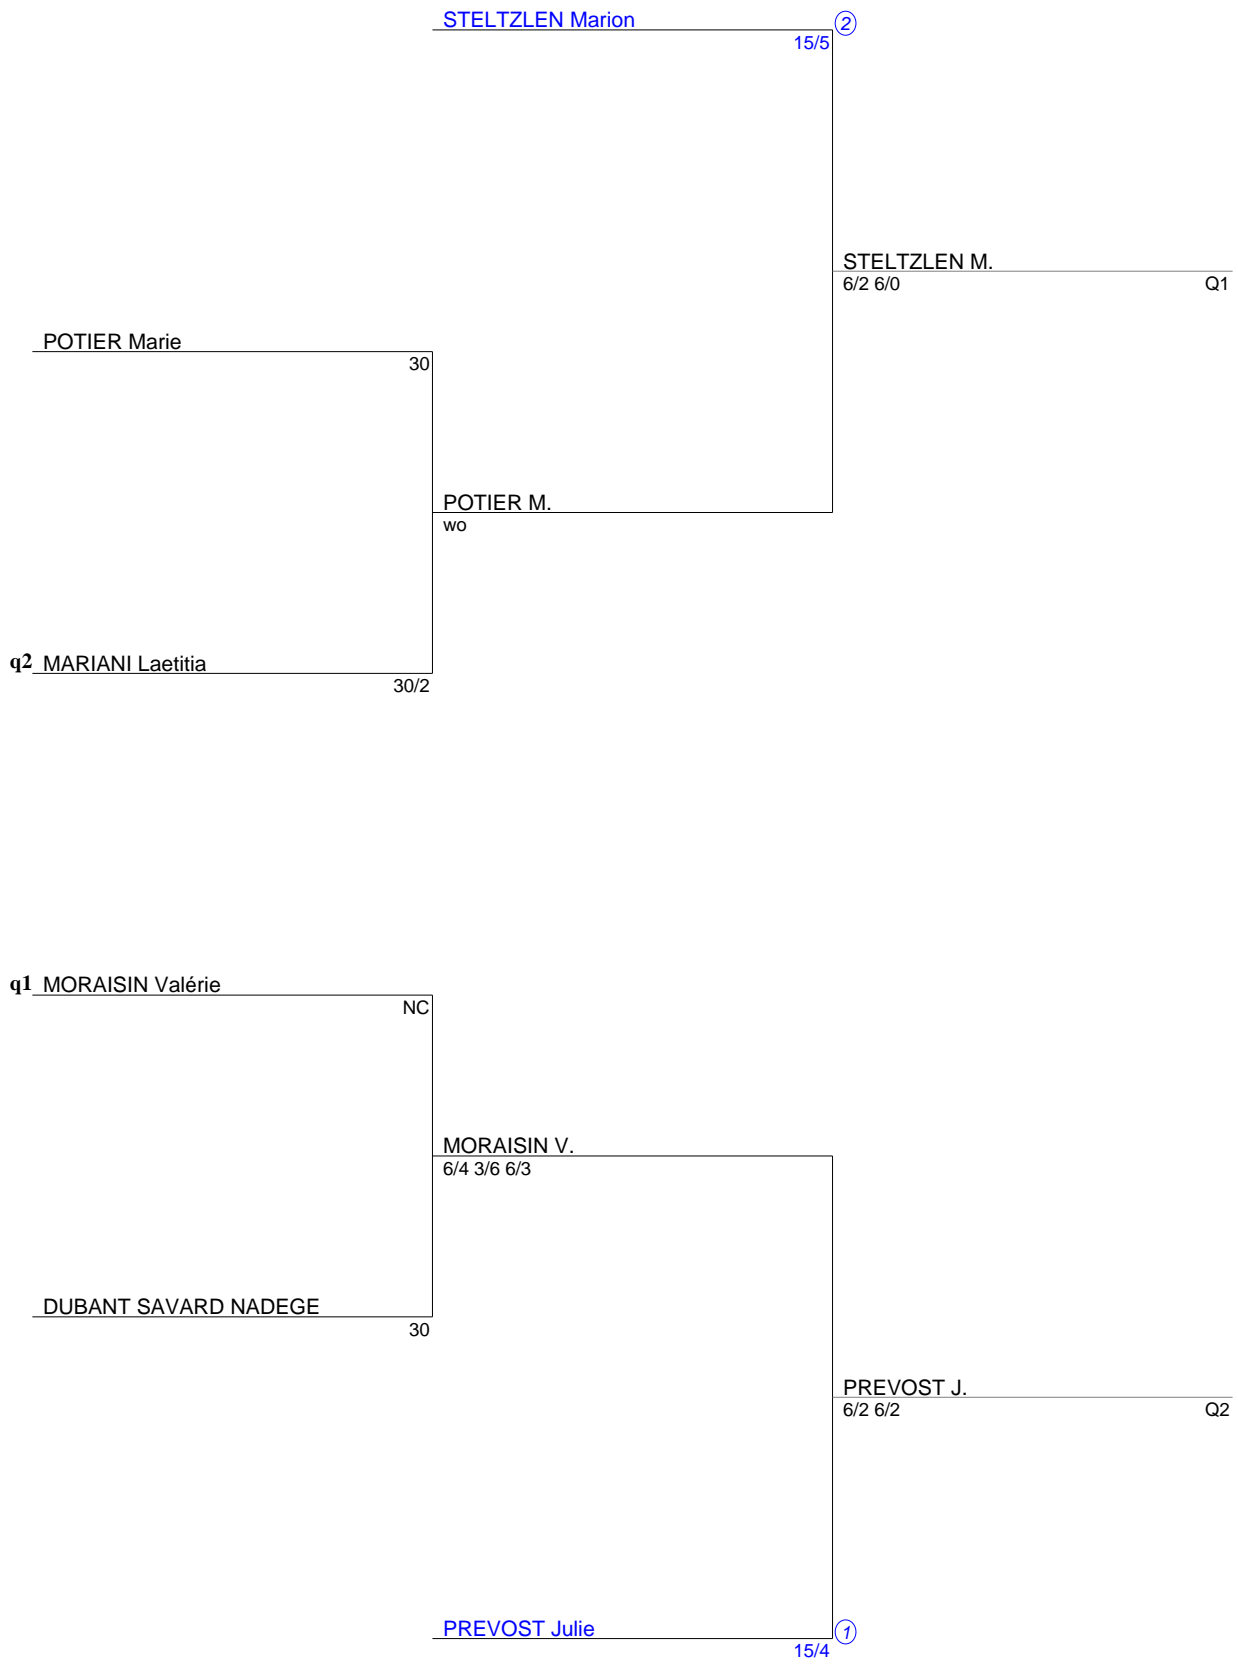 STELTZLEN Marion
2
15/5
STELTZLEN M.
6/2 6/0
Q1
POTIER Marie
30
POTIER M.
wo
q2 MARIANI Laetitia
30/2
q1 MORAISIN Valérie
NC
MORAISIN V.
6/4 3/6 6/3
DUBANT SAVARD NADEGE
30
PREVOST J.
6/2 6/2
Q2
PREVOST Julie
1
15/4